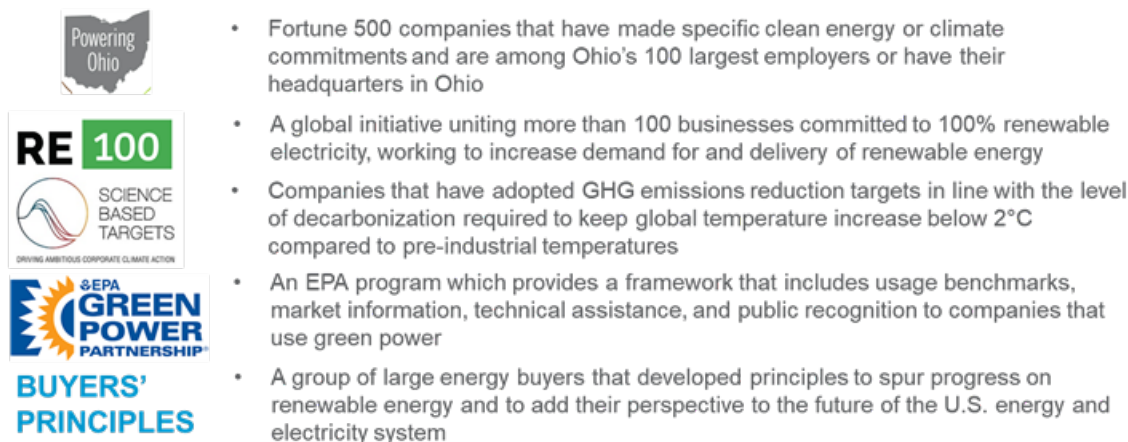 Powering
Ohio
• Fortune 500 companies that have made specific clean energy or climate
commitments and are among Ohio's 100 largest employers or have their
headquarters in Ohio
RE 100
• A global initiative uniting more than 100 businesses committed to 100% renewable
electricity, working to increase demand for and delivery of renewable energy
SCIENCE
BASED
TARGETS
DRIVING AMBITIOUS CORPORATE CLIMATE ACTION
• Companies that have adopted GHG emissions reduction targets in line with the level
of decarbonization required to keep global temperature increase below 2°C
compared to pre-industrial temperatures
&EPA
GREEN
POWER
PARTNERSHIP®
• An EPA program which provides a framework that includes usage benchmarks,
market information, technical assistance, and public recognition to companies that
use green power
BUYERS'
PRINCIPLES
• A group of large energy buyers that developed principles to spur progress on
renewable energy and to add their perspective to the future of the U.S. energy and
electricity system